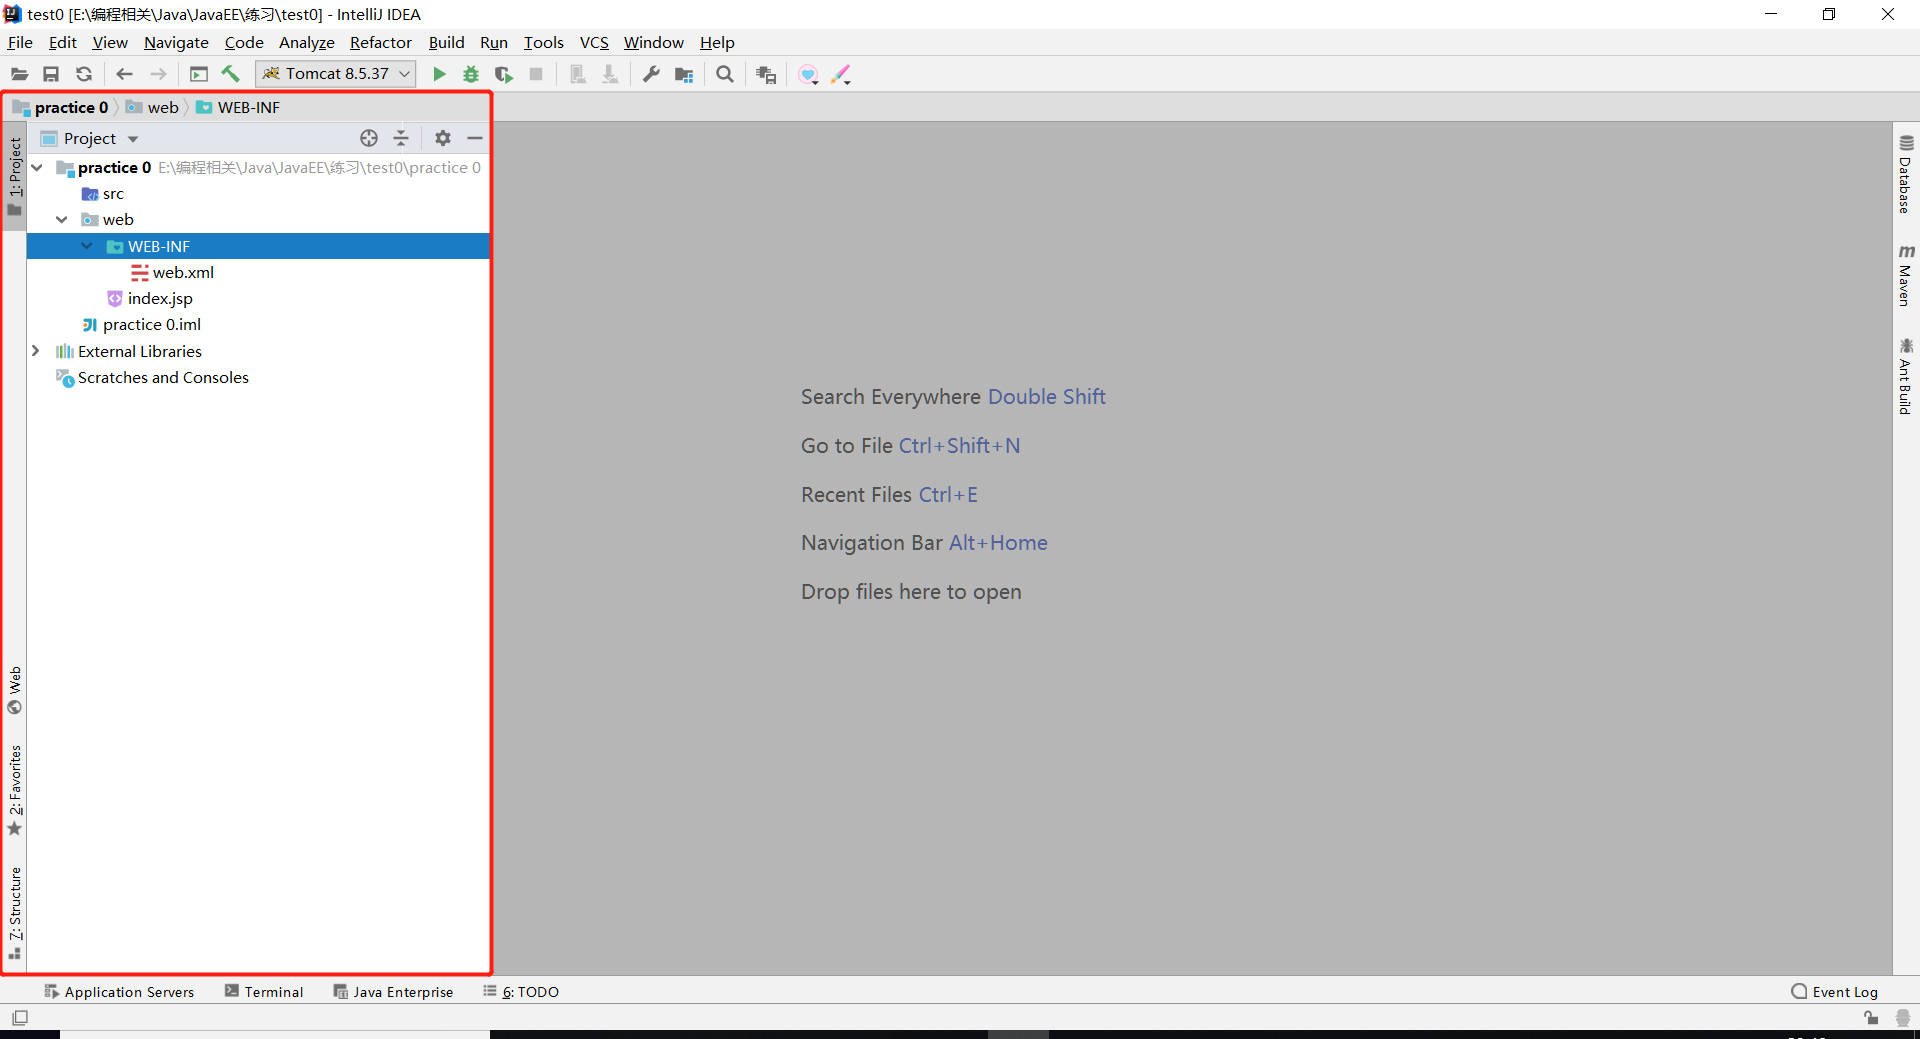 test0 [E:\编程相关\Java\JavaEE\练习\test0] - IntelliJ IDEA
File Edit View Navigate Code Analyze Refactor Build Run Tools VCS Window Help
Tomcat 8.5.37
practice 0 web WEB-INF
Project
practice 0 E:\编程相关\Java\JavaEE\练习\test0\practice 0
src
web
WEB-INF
web.xml
index.jsp
practice 0.iml
External Libraries
Scratches and Consoles
1: Project
Web
2: Favorites
7: Structure
Search Everywhere Double Shift
Go to File Ctrl+Shift+N
Recent Files Ctrl+E
Navigation Bar Alt+Home
Drop files here to open
Database
m Maven
Ant Build
Application Servers Terminal Java Enterprise 6: TODO Event Log